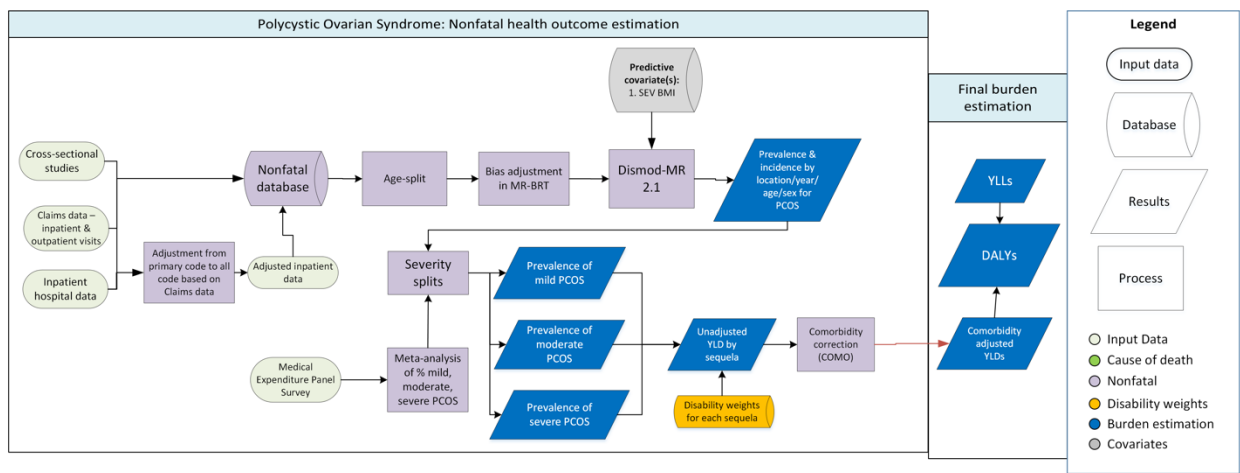 Polycystic Ovarian Syndrome: Nonfatal health outcome estimation
Predictive
covariate(s):
1. SEV BMI
Cross-sectional
studies
Nonfatal
database
Age-split
Bias adjustment
in MR-BRT
Dismod-MR
2.1
Prevalence &
incidence by
location/year/
age/sex for
PCOS
Claims data –
inpatient &
outpatient visits
Inpatient
hospital data
Adjustment from
primary code to all
code based on
Claims data
Adjusted inpatient
data
Severity
splits
Prevalence of
mild PCOS
Medical
Expenditure Panel
Survey
Meta-analysis
of % mild,
moderate,
severe PCOS
Prevalence of
moderate
PCOS
Prevalence of
severe PCOS
Unadjusted
YLD by
sequela
Disability weights
for each sequela
Comorbidity
correction
(COMO)
Final burden
estimation
YLLs
DALYs
Comorbidity
adjusted
YLDs
Legend
Input data
Database
Results
Process
Input Data
Cause of death
Nonfatal
Disability weights
Burden estimation
Covariates